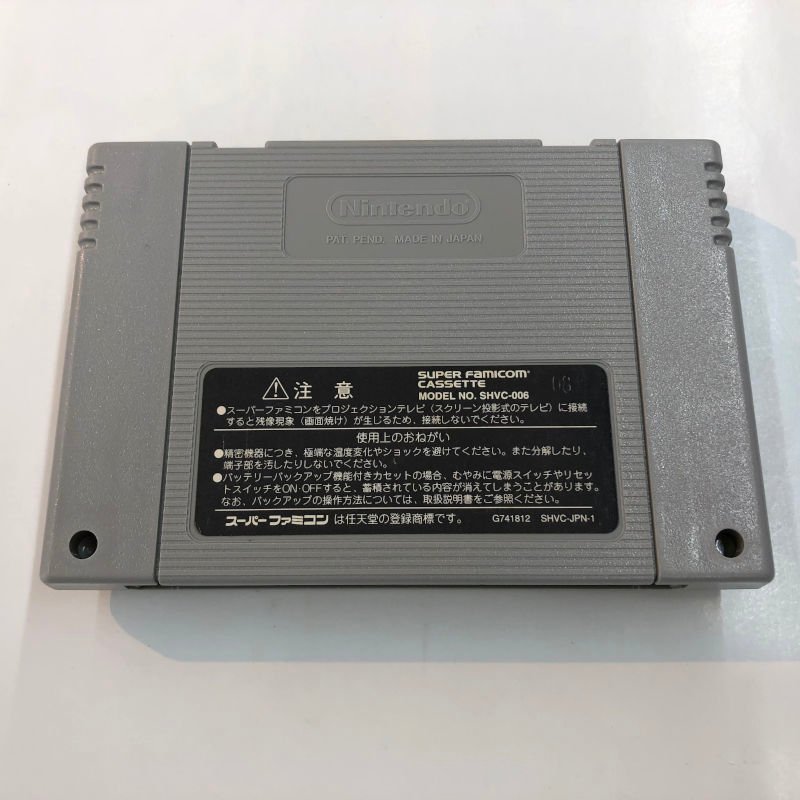 Nintendo
PAT. PEND. MADE IN JAPAN
⚠注意
SUPER FAMICOM
CASSETTE
MODEL NO. SHVC-006
06
●スーパーファミコンをプロジェクションテレビ（スクリーン投影式のテレビ）に接続
すると残像現象（画面焼け）が生じるため、接続しないでください。
使用上のおねがい
●精密機器につき、極端な温度変化やショックを避けてください。また分解したり、
端子部を汚したりしないでください。
●バッテリーバックアップ機能付きカセットの場合、むやみに電源スイッチやリセッ
トスイッチをON・OFFすると、蓄積されている内容が消えてしまうことがあります。
なお、バックアップの操作方法については、取扱説明書をご参照ください。
スーパーファミコンは任天堂の登録商標です。
G741812 SHVC-JPN-1